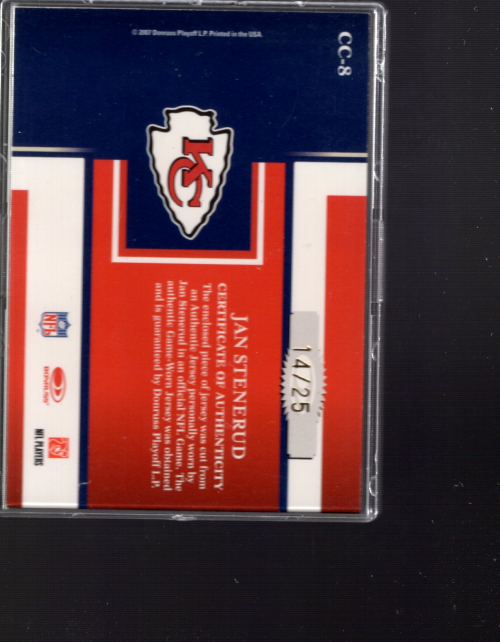 CC-8
© 2007 Donruss Playoff L.P. Printed in the USA.
KC
14/25
JAN STENERUD
CERTIFICATE OF AUTHENTICITY
The enclosed piece of jersey was cut from
an Authentic Jersey personally worn by
Jan Stenerud in an official NFL Game. The
authentic Game-Worn Jersey was obtained
and is guaranteed by Donruss Playoff L.P.
NFL
DONRUSS
NFL PLAYERS